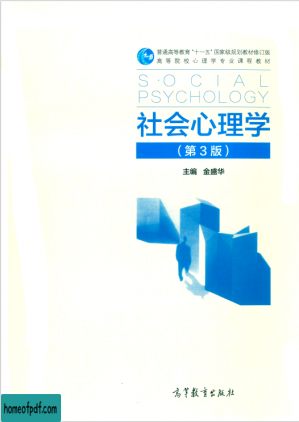 普通高等教育“十一五”国家级规划教材修订版
高等院校心理学专业课程教材
SOCIAL
PSYCHOLOGY
社会心理学
（第3版）
主编 金盛华
高等教育出版社
homeofpdf.com